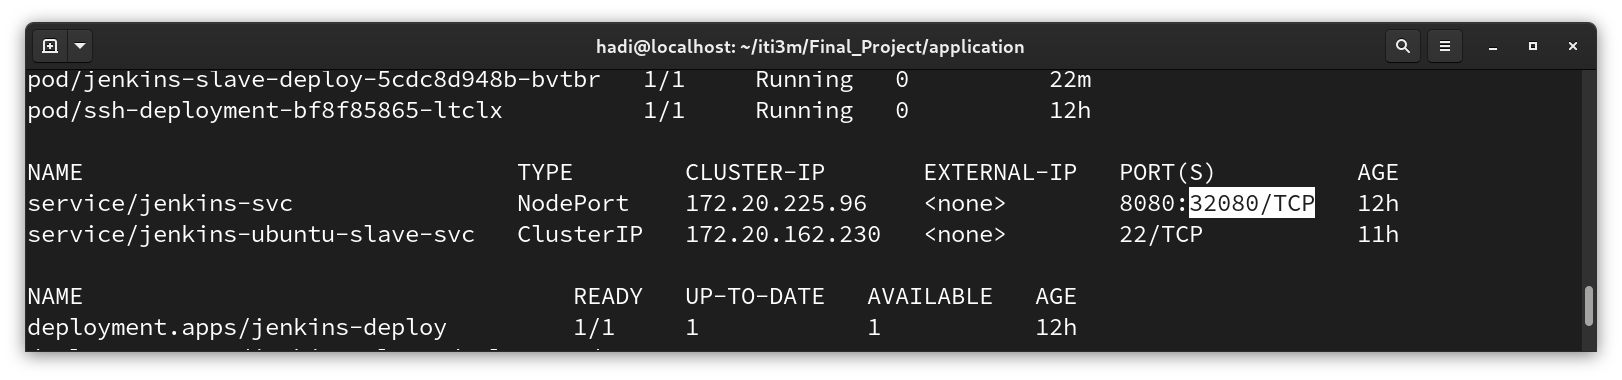 hadi@localhost: ~/iti3m/Final_Project/application
pod/jenkins-slave-deploy-5cdc8d948b-bvtbr 1/1 Running 0 22m
pod/ssh-deployment-bf8f85865-ltclx 1/1 Running 0 12h
NAME TYPE CLUSTER-IP EXTERNAL-IP PORT(S) AGE
service/jenkins-svc NodePort 172.20.225.96 <none> 8080:32080/TCP 12h
service/jenkins-ubuntu-slave-svc ClusterIP 172.20.162.230 <none> 22/TCP 11h
NAME READY UP-TO-DATE AVAILABLE AGE
deployment.apps/jenkins-deploy 1/1 1 1 12h